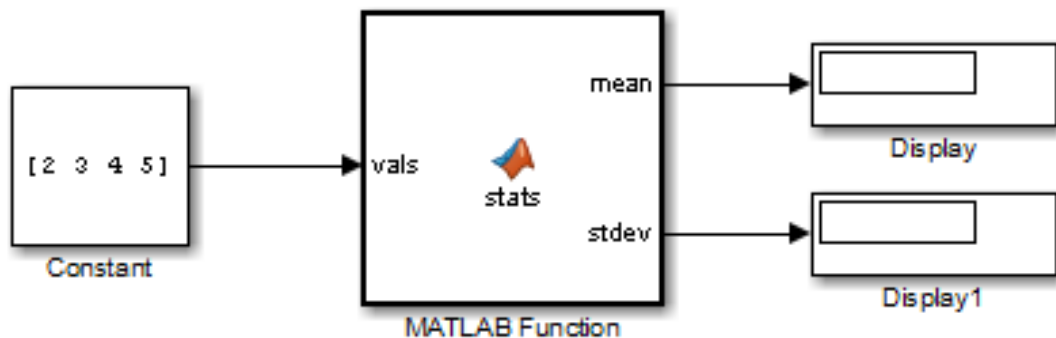 [2 3 4 5]
Constant
vals
stats
mean
stdev
MATLAB Function
Display
Display1